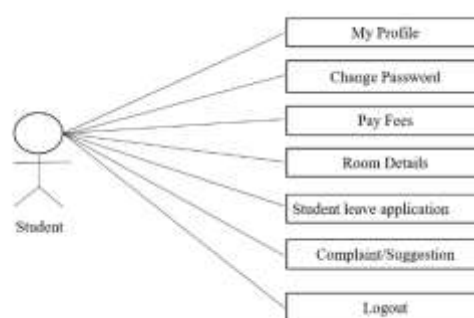 My Profile
Change Password
Pay Fees
Room Details
Student leave application
Student
Complaint/Suggestion
Logout